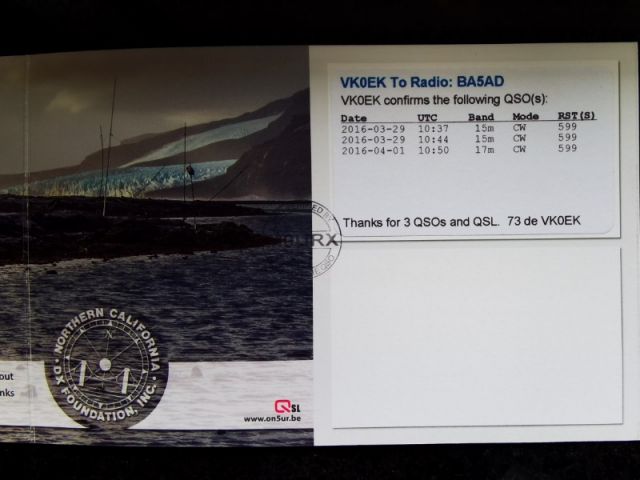 VK0EK To Radio: BA5AD
VK0EK confirms the following QSO(s):
Date UTC Band Mode RST(S)
2016-03-29 10:37 15m CW 599
2016-03-29 10:44 15m CW 599
2016-04-01 10:50 17m CW 599
Thanks for 3 QSOs and QSL. 73 de VK0EK
NORTHERN CALIFORNIA
DX FOUNDATION, INC.
N
out
nks
QSL
www.on5ur.be